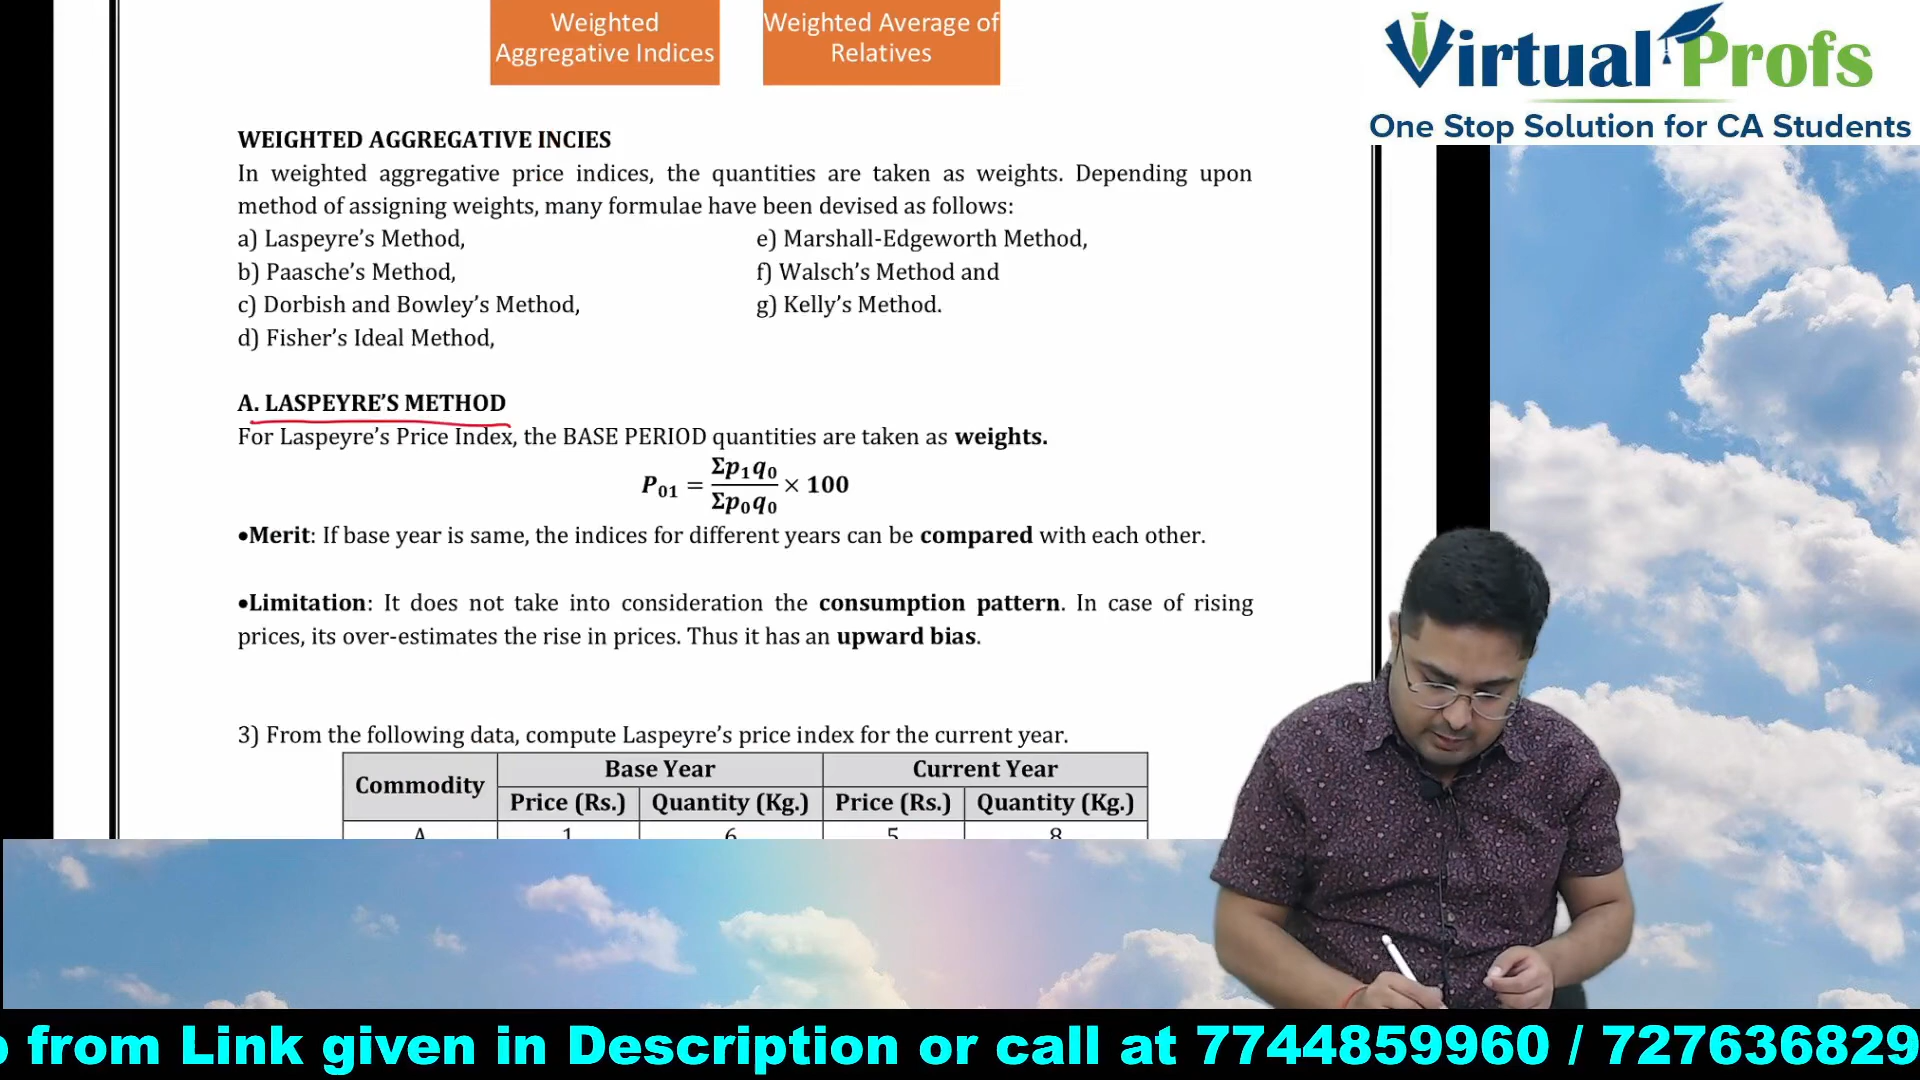 Weighted
Aggregative Indices
Weighted Average of
Relatives
Virtual Profs
One Stop Solution for CA Students
WEIGHTED AGGREGATIVE INCIES
In weighted aggregative price indices, the quantities are taken as weights. Depending upon
method of assigning weights, many formulae have been devised as follows:
a) Laspeyre’s Method,
b) Paasche’s Method,
c) Dorbish and Bowley’s Method,
d) Fisher’s Ideal Method,
e) Marshall-Edgeworth Method,
f) Walsch’s Method and
g) Kelly’s Method.
A. LASPEYRE’S METHOD
For Laspeyre’s Price Index, the BASE PERIOD quantities are taken as weights.
P₀₁ = Σp₁q₀ / Σp₀q₀ × 100
•Merit: If base year is same, the indices for different years can be compared with each other.
•Limitation: It does not take into consideration the consumption pattern. In case of rising
prices, its over-estimates the rise in prices. Thus it has an upward bias.
3) From the following data, compute Laspeyre’s price index for the current year.
Commodity Base Year Current Year
Price (Rs.) Quantity (Kg.) Price (Rs.) Quantity (Kg.)
A 1 6 5 8
from Link given in Description or call at 7744859960 / 727636829